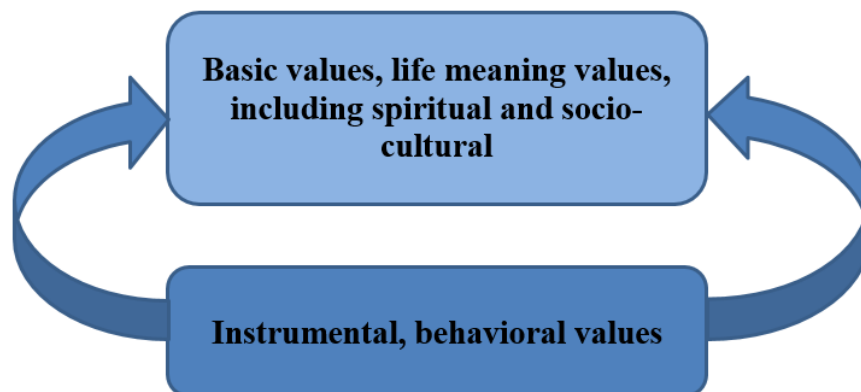 Basic values, life meaning values,
including spiritual and socio-
cultural
Instrumental, behavioral values